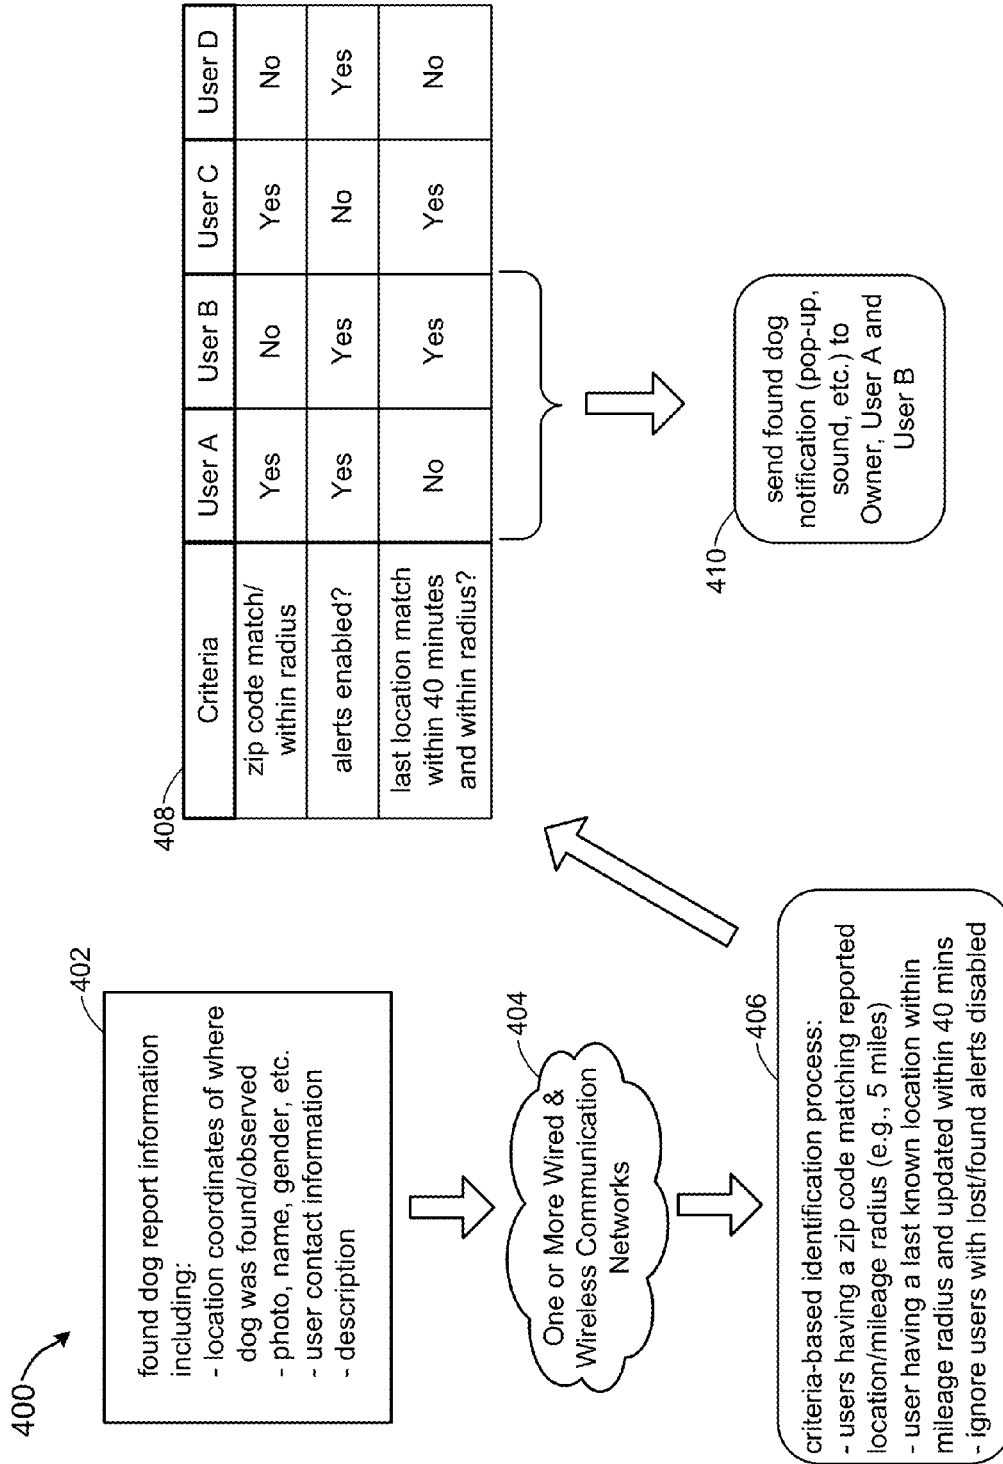 400
402
found dog report information
including:
- location coordinates of where
dog was found/observed
- photo, name, gender, etc.
- user contact information
- description
404
One or More Wired &
Wireless Communication
Networks
406
criteria-based identification process:
- users having a zip code matching reported
location/mileage radius (e.g., 5 miles)
- user having a last known location within
mileage radius and updated within 40 mins
- ignore users with lost/found alerts disabled
408
Criteria User A User B User C User D
zip code match/
within radius Yes No Yes No
alerts enabled? Yes Yes No Yes
last location match
within 40 minutes
and within radius? No Yes Yes No
410
send found dog
notification (pop-up,
sound, etc.) to
Owner, User A and
User B